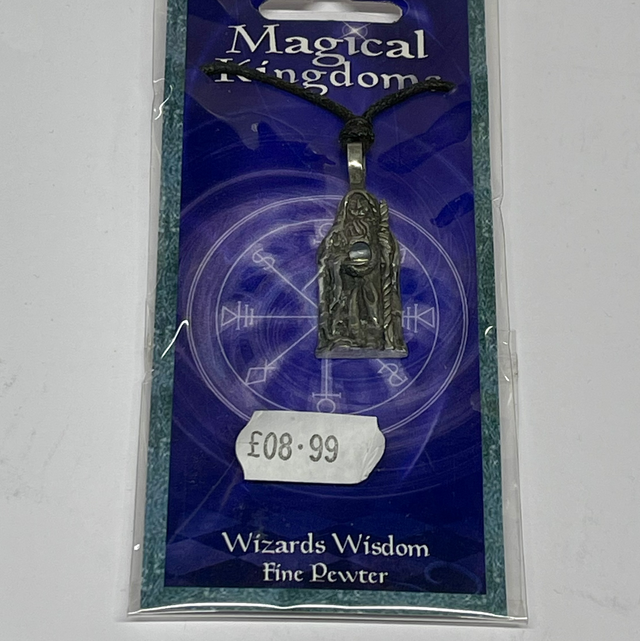 Magical
Kingdoms
£08.99
Wizards Wisdom
Fine Pewter